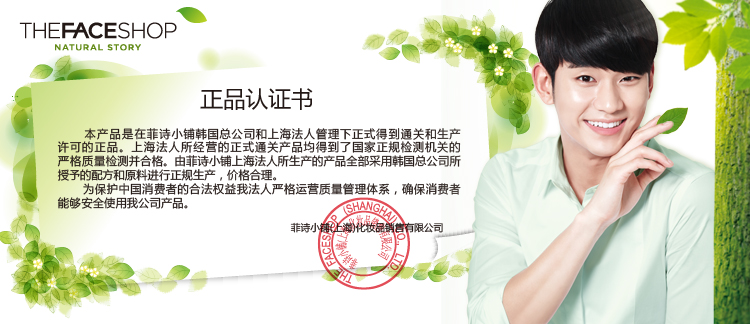 THEFACESHOP
NATURAL STORY
正品认证书
本产品是在菲诗小铺韩国总公司和上海法人管理下正式得到通关和生产
许可的正品。上海法人所经营的正式通关产品均得到了国家正规检测机关的
严格质量检测并合格。由菲诗小铺上海法人所生产的产品全部采用韩国总公司所
授予的配方和原料进行正规生产，价格合理。
为保护中国消费者的合法权益我法人严格运营质量管理体系，确保消费者
能够安全使用我公司产品。
菲诗小铺(上海)化妆品销售有限公司
THE FACESHOP (SHANGHAI) CO., LTD